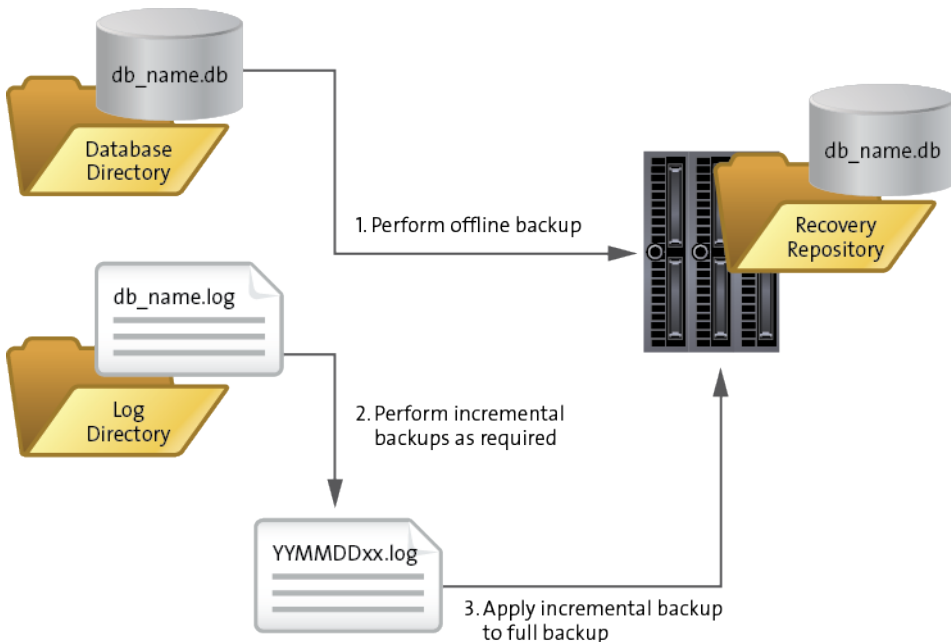 db_name.db
Database
Directory
db_name.db
Recovery
Repository
1. Perform offline backup
db_name.log
Log
Directory
2. Perform incremental
backups as required
YYMMDDxx.log
3. Apply incremental backup
to full backup